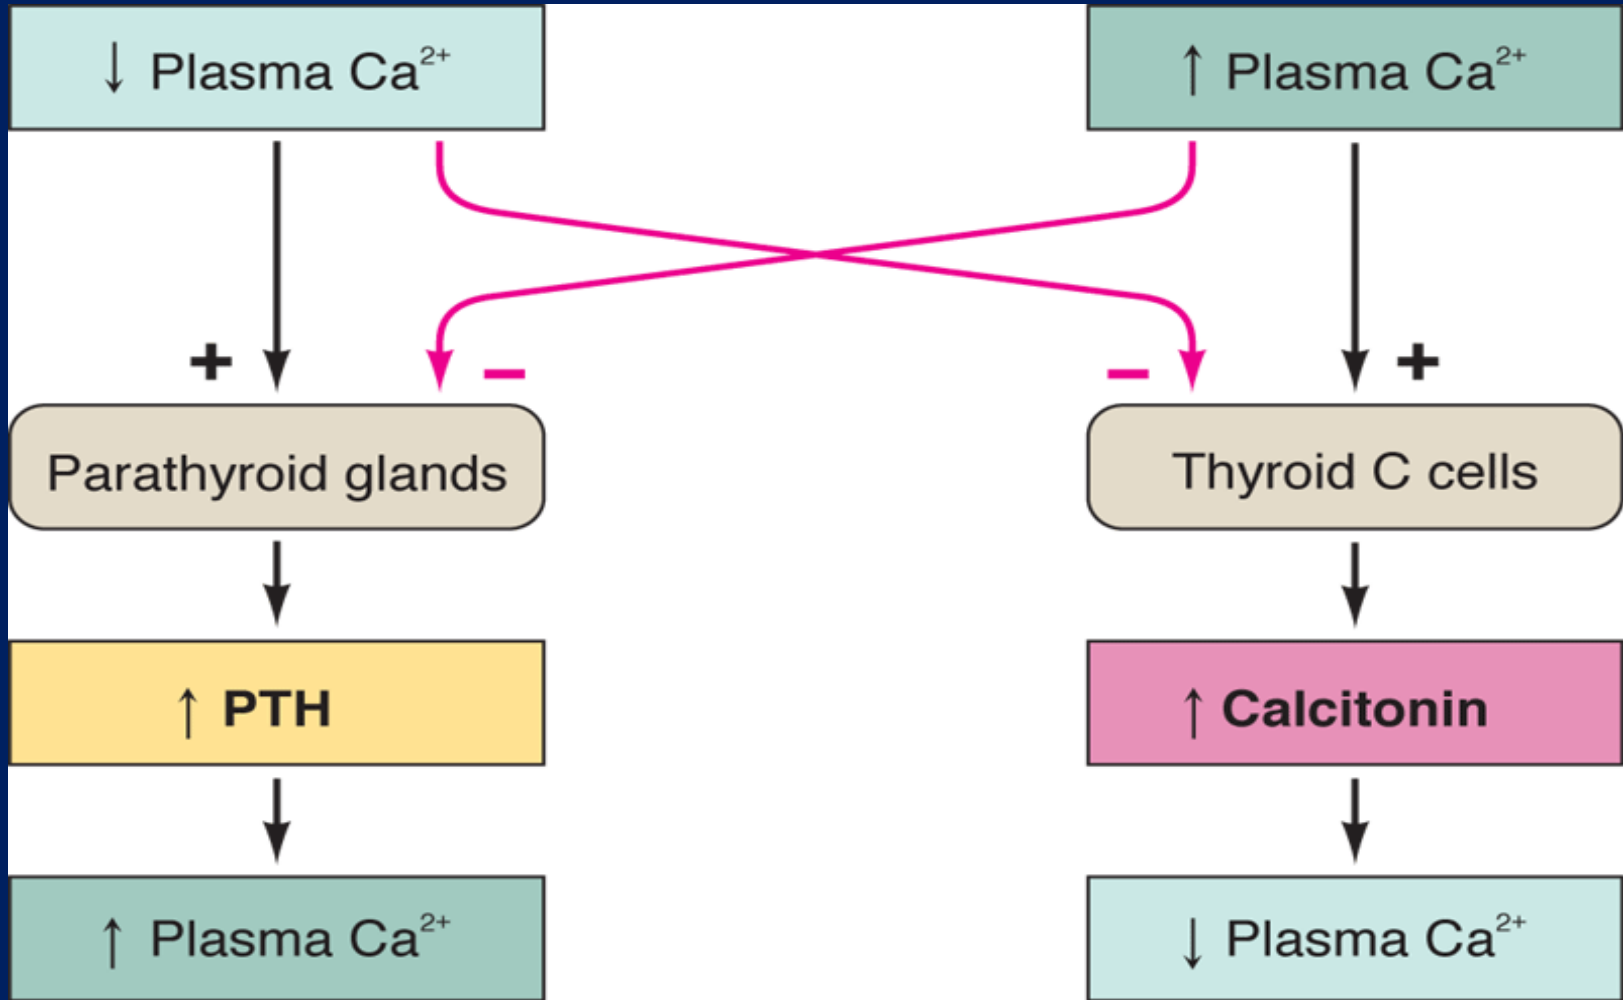 ↓ Plasma Ca²⁺
↑ Plasma Ca²⁺
+
−
−
+
Parathyroid glands
Thyroid C cells
↑ PTH
↑ Calcitonin
↑ Plasma Ca²⁺
↓ Plasma Ca²⁺